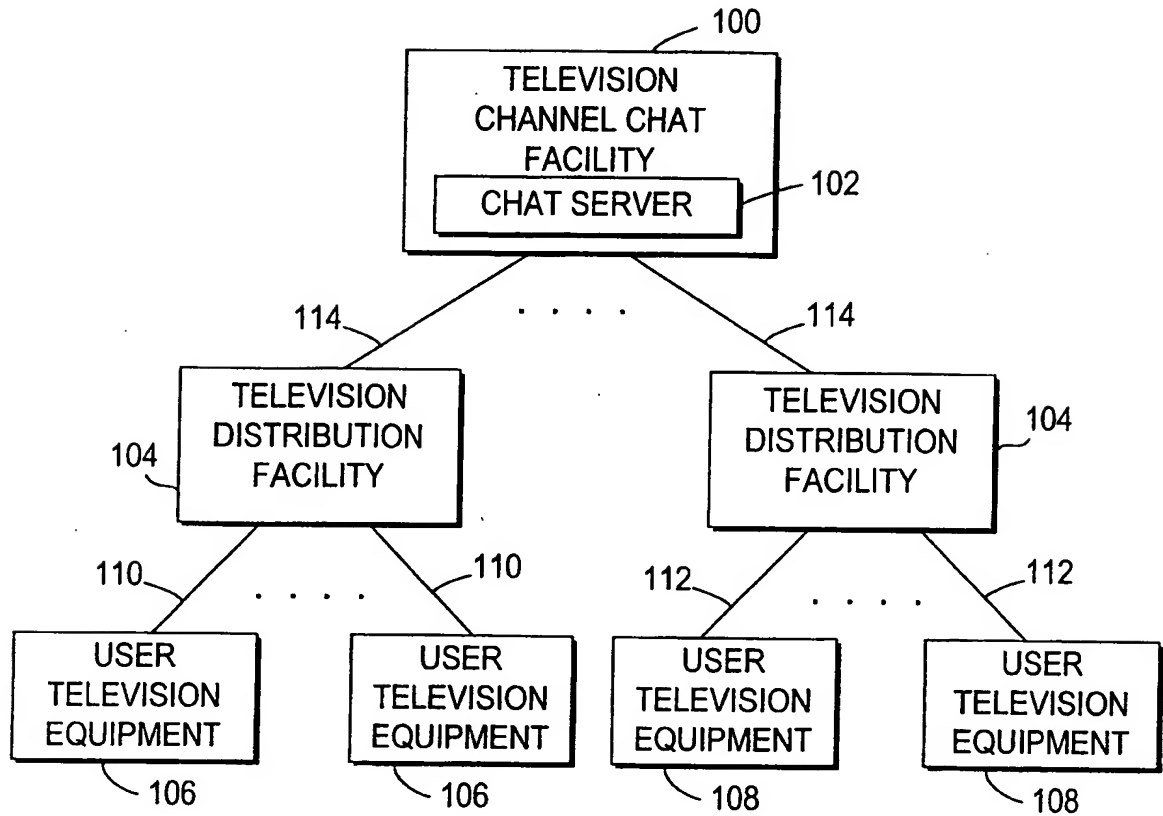 100
TELEVISION
CHANNEL CHAT
FACILITY
CHAT SERVER
102
114
114
TELEVISION
DISTRIBUTION
FACILITY
104
TELEVISION
DISTRIBUTION
FACILITY
104
110
110
112
112
USER
TELEVISION
EQUIPMENT
106
USER
TELEVISION
EQUIPMENT
106
USER
TELEVISION
EQUIPMENT
108
USER
TELEVISION
EQUIPMENT
108